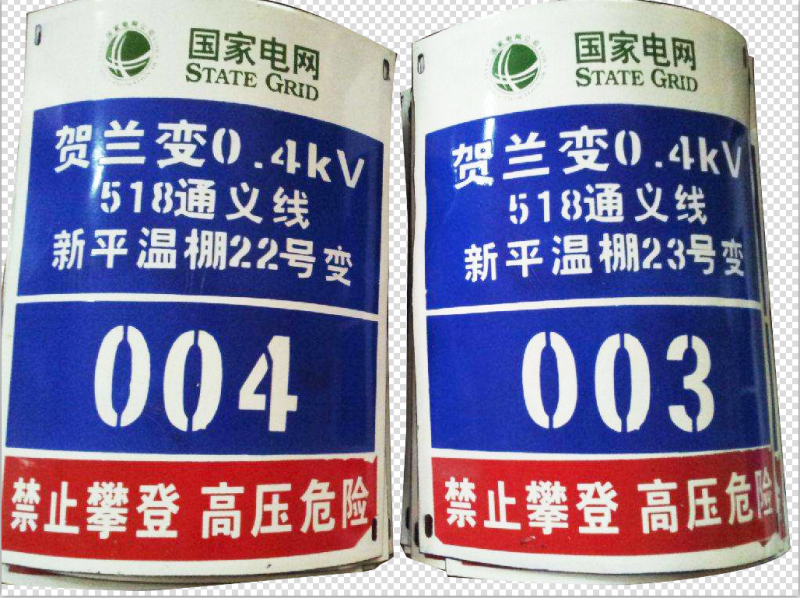 国家电网
STATE GRID
贺兰变0.4kV
518通义线
新平温棚22号变
004
禁止攀登 高压危险
国家电网
STATE GRID
贺兰变0.4kV
518通义线
新平温棚23号变
003
禁止攀登 高压危险